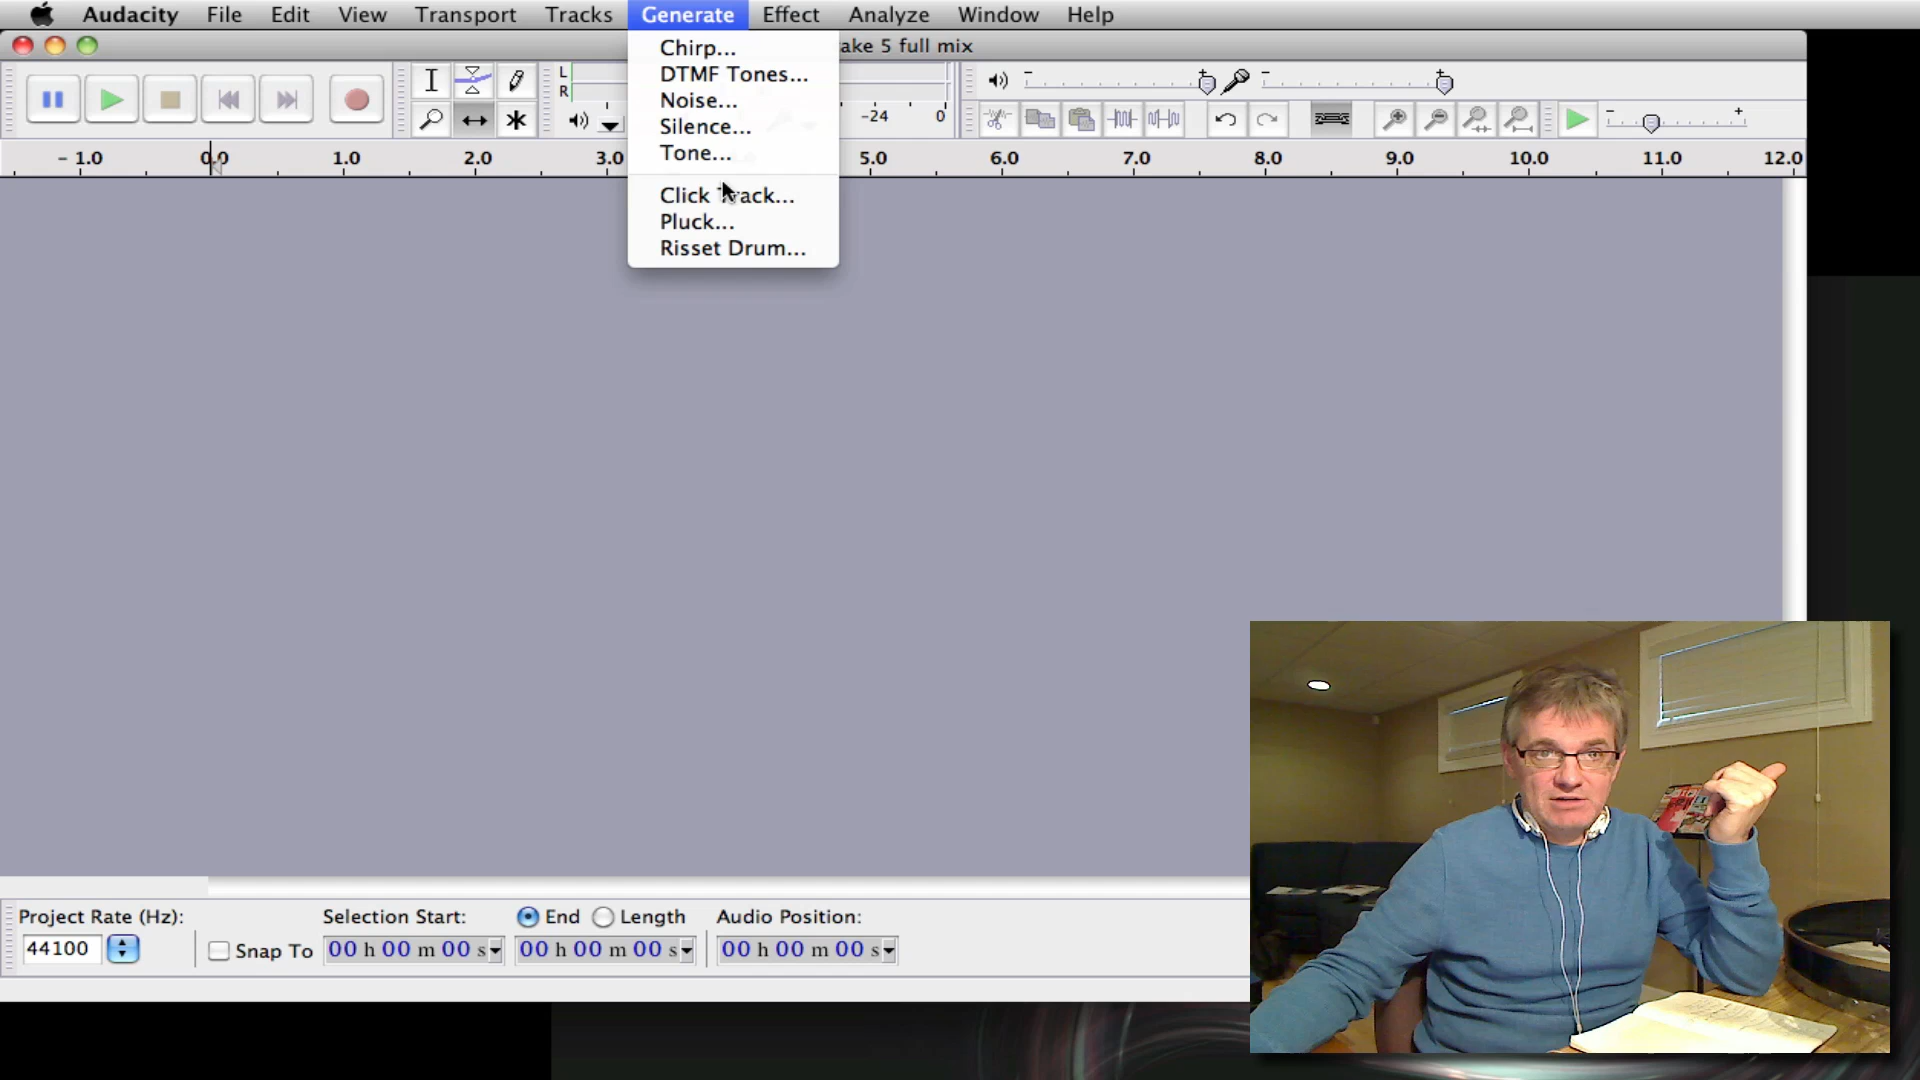 Audacity File Edit View Transport Tracks Generate Effect Analyze Window Help
ake 5 full mix
Chirp...
DTMF Tones...
Noise...
Silence...
Tone...
Click Track...
Pluck...
Risset Drum...
L
R
-24 0
- 1.0 0.0 1.0 2.0 3.0 5.0 6.0 7.0 8.0 9.0 10.0 11.0 12.0
Project Rate (Hz): Selection Start: End Length Audio Position:
44100 Snap To 00 h 00 m 00 s 00 h 00 m 00 s 00 h 00 m 00 s